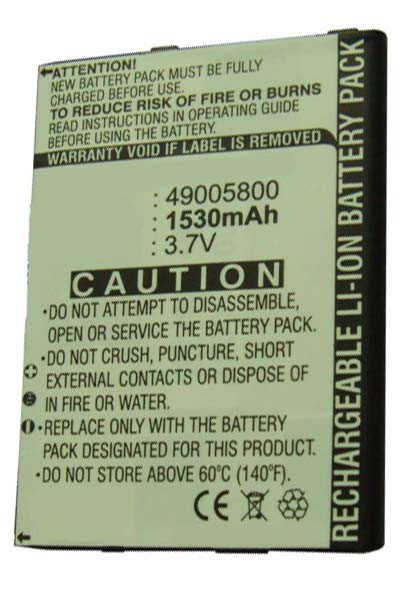 ATTENTION!
NEW BATTERY PACK MUST BE FULLY
CHARGED BEFORE USING.
TO REDUCE RISK OF FIRE OR BURNS
READ INSTRUCTIONS IN OPERATING GUIDE
WARRANTY VOID IF THIS LABEL IS REMOVED.
: 49005800
: 1530mAh
: 3.7V
CAUTION
•DO NOT ATTEMPT TO DISASSEMBLE,
OPEN OR SERVICE THE BATTERY PACK.
•DO NOT CRUSH, PUNCTURE, SHORT
EXTERNAL CONTACTS OR DISPOSE OF
IN FIRE OR WATER.
•REPLACE ONLY WITH THE BATTERY
PACK DESIGNATED FOR THIS PRODUCT.
•DO NOT STORE ABOVE 60°C (140°F).
CE
RECHARGEABLE LI-ION BATTERY PACK